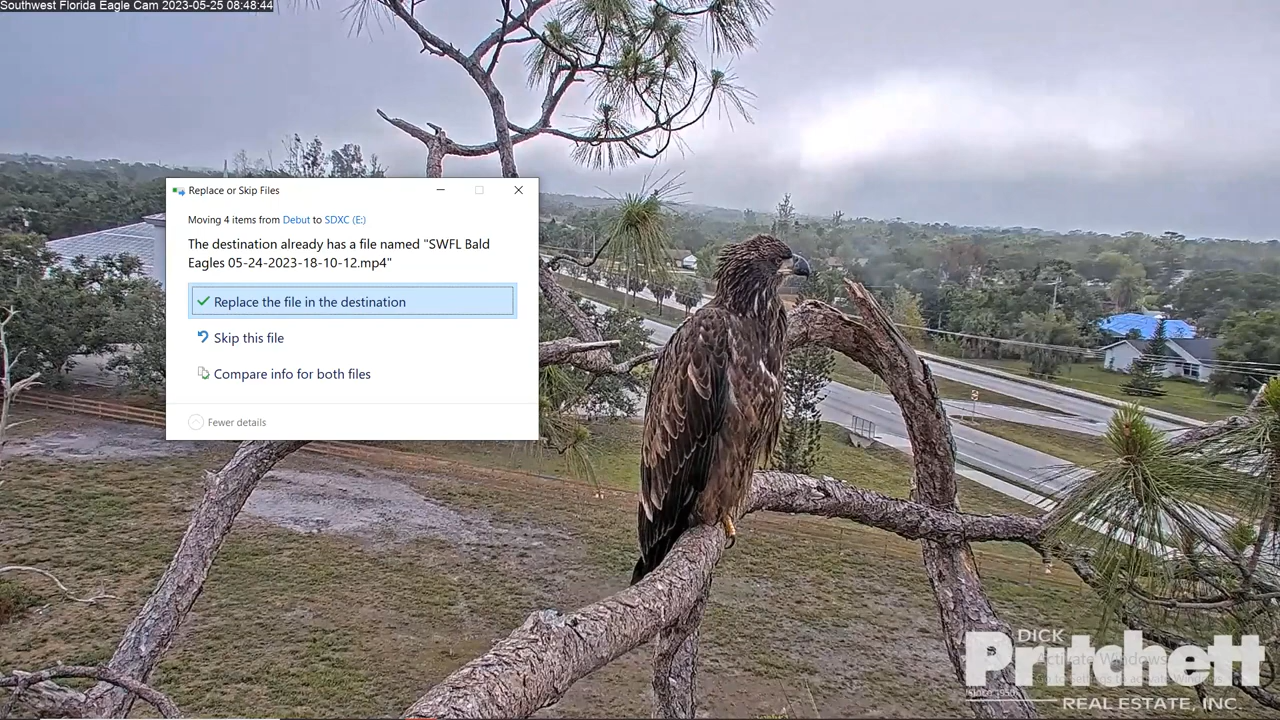 Southwest Florida Eagle Cam 2023-05-25 08:48:44
Replace or Skip Files
Moving 4 items from Debut to SDXC (E:)
The destination already has a file named "SWFL Bald
Eagles 05-24-2023-18-10-12.mp4"
Replace the file in the destination
Skip this file
Compare info for both files
Fewer details
DICK
Pritchett
Activate Windows
REAL ESTATE, INC.